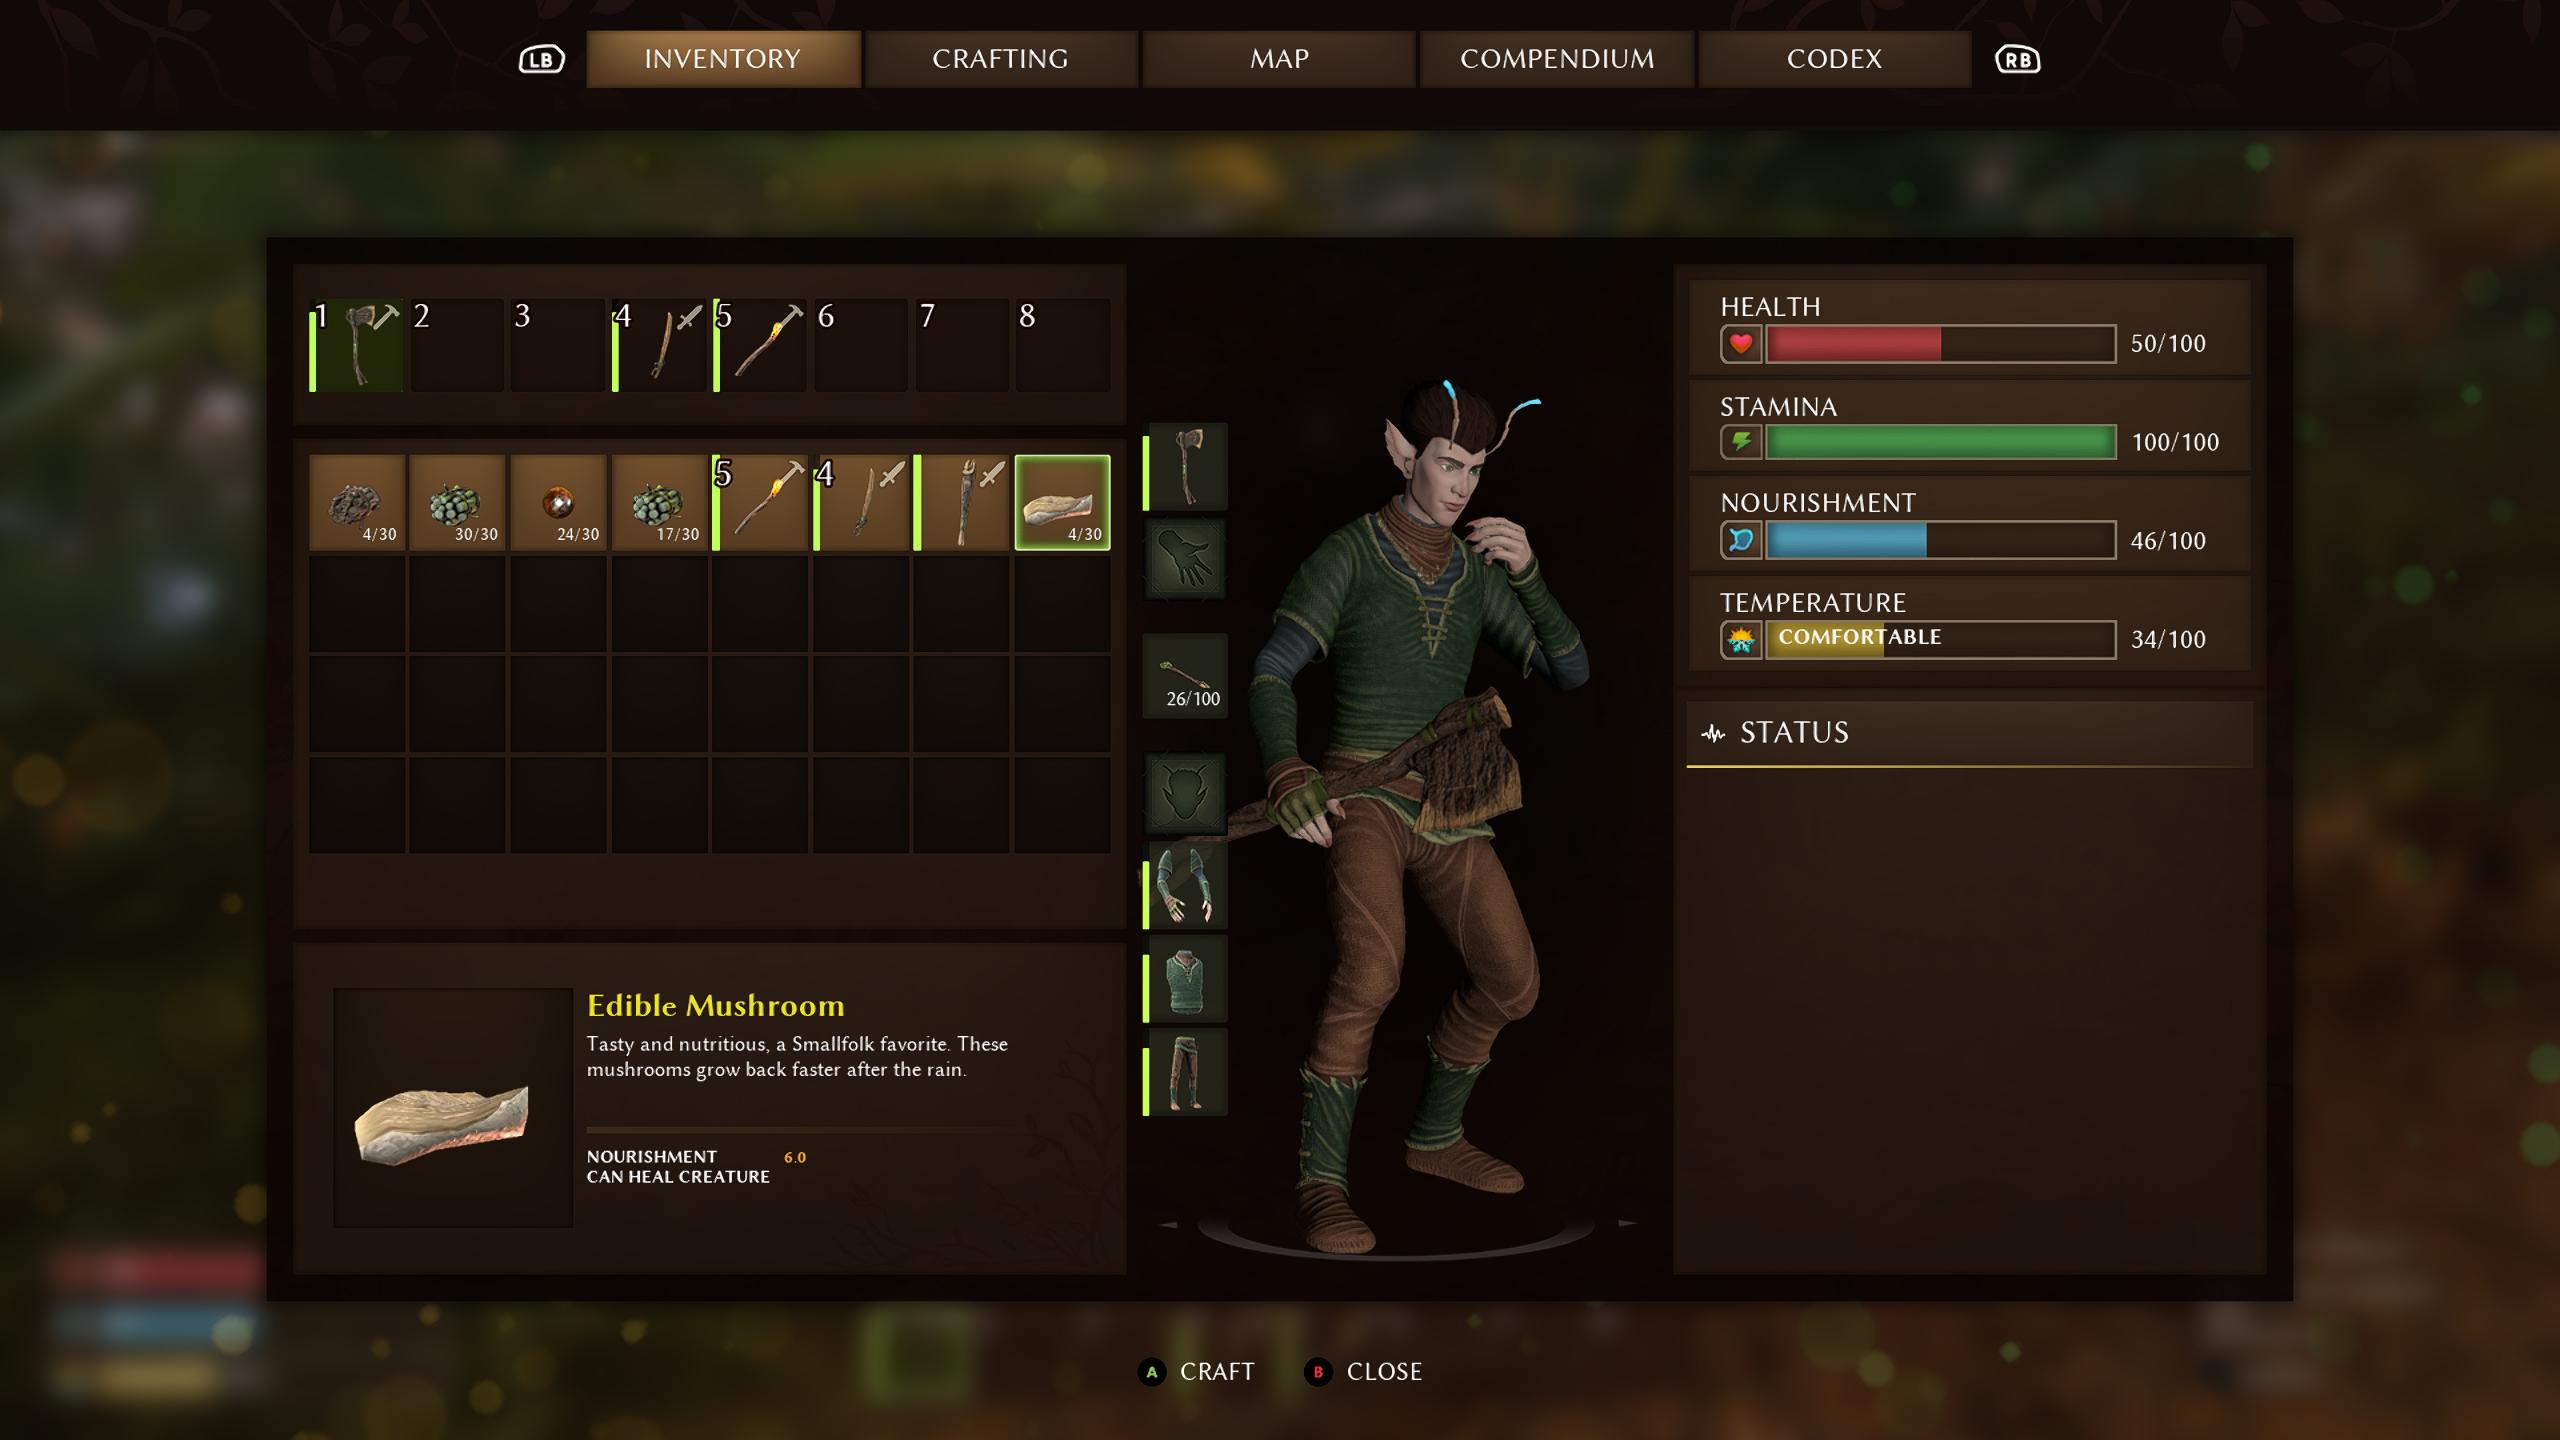 LB INVENTORY CRAFTING MAP COMPENDIUM CODEX RB
1 2 3 4 5 6 7 8
5 4
4/30 30/30 24/30 17/30 4/30
26/100
Edible Mushroom
Tasty and nutritious, a Smallfolk favorite. These
mushrooms grow back faster after the rain.
NOURISHMENT 6.0
CAN HEAL CREATURE
HEALTH
50/100
STAMINA
100/100
NOURISHMENT
46/100
TEMPERATURE
COMFORTABLE 34/100
STATUS
A CRAFT B CLOSE